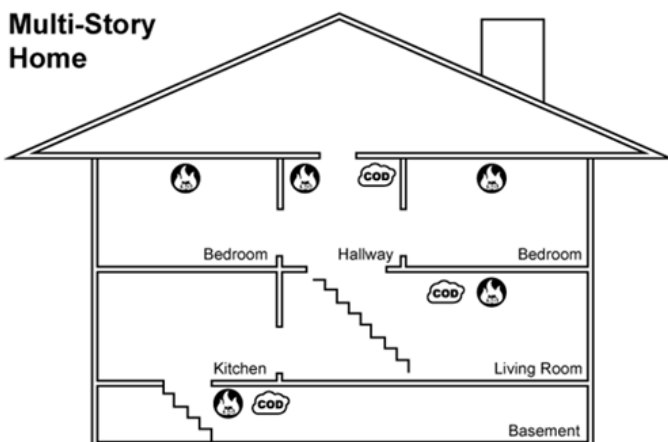 Multi-Story
Home
COD
Bedroom
Hallway
Bedroom
COD
Kitchen
Living Room
COD
Basement